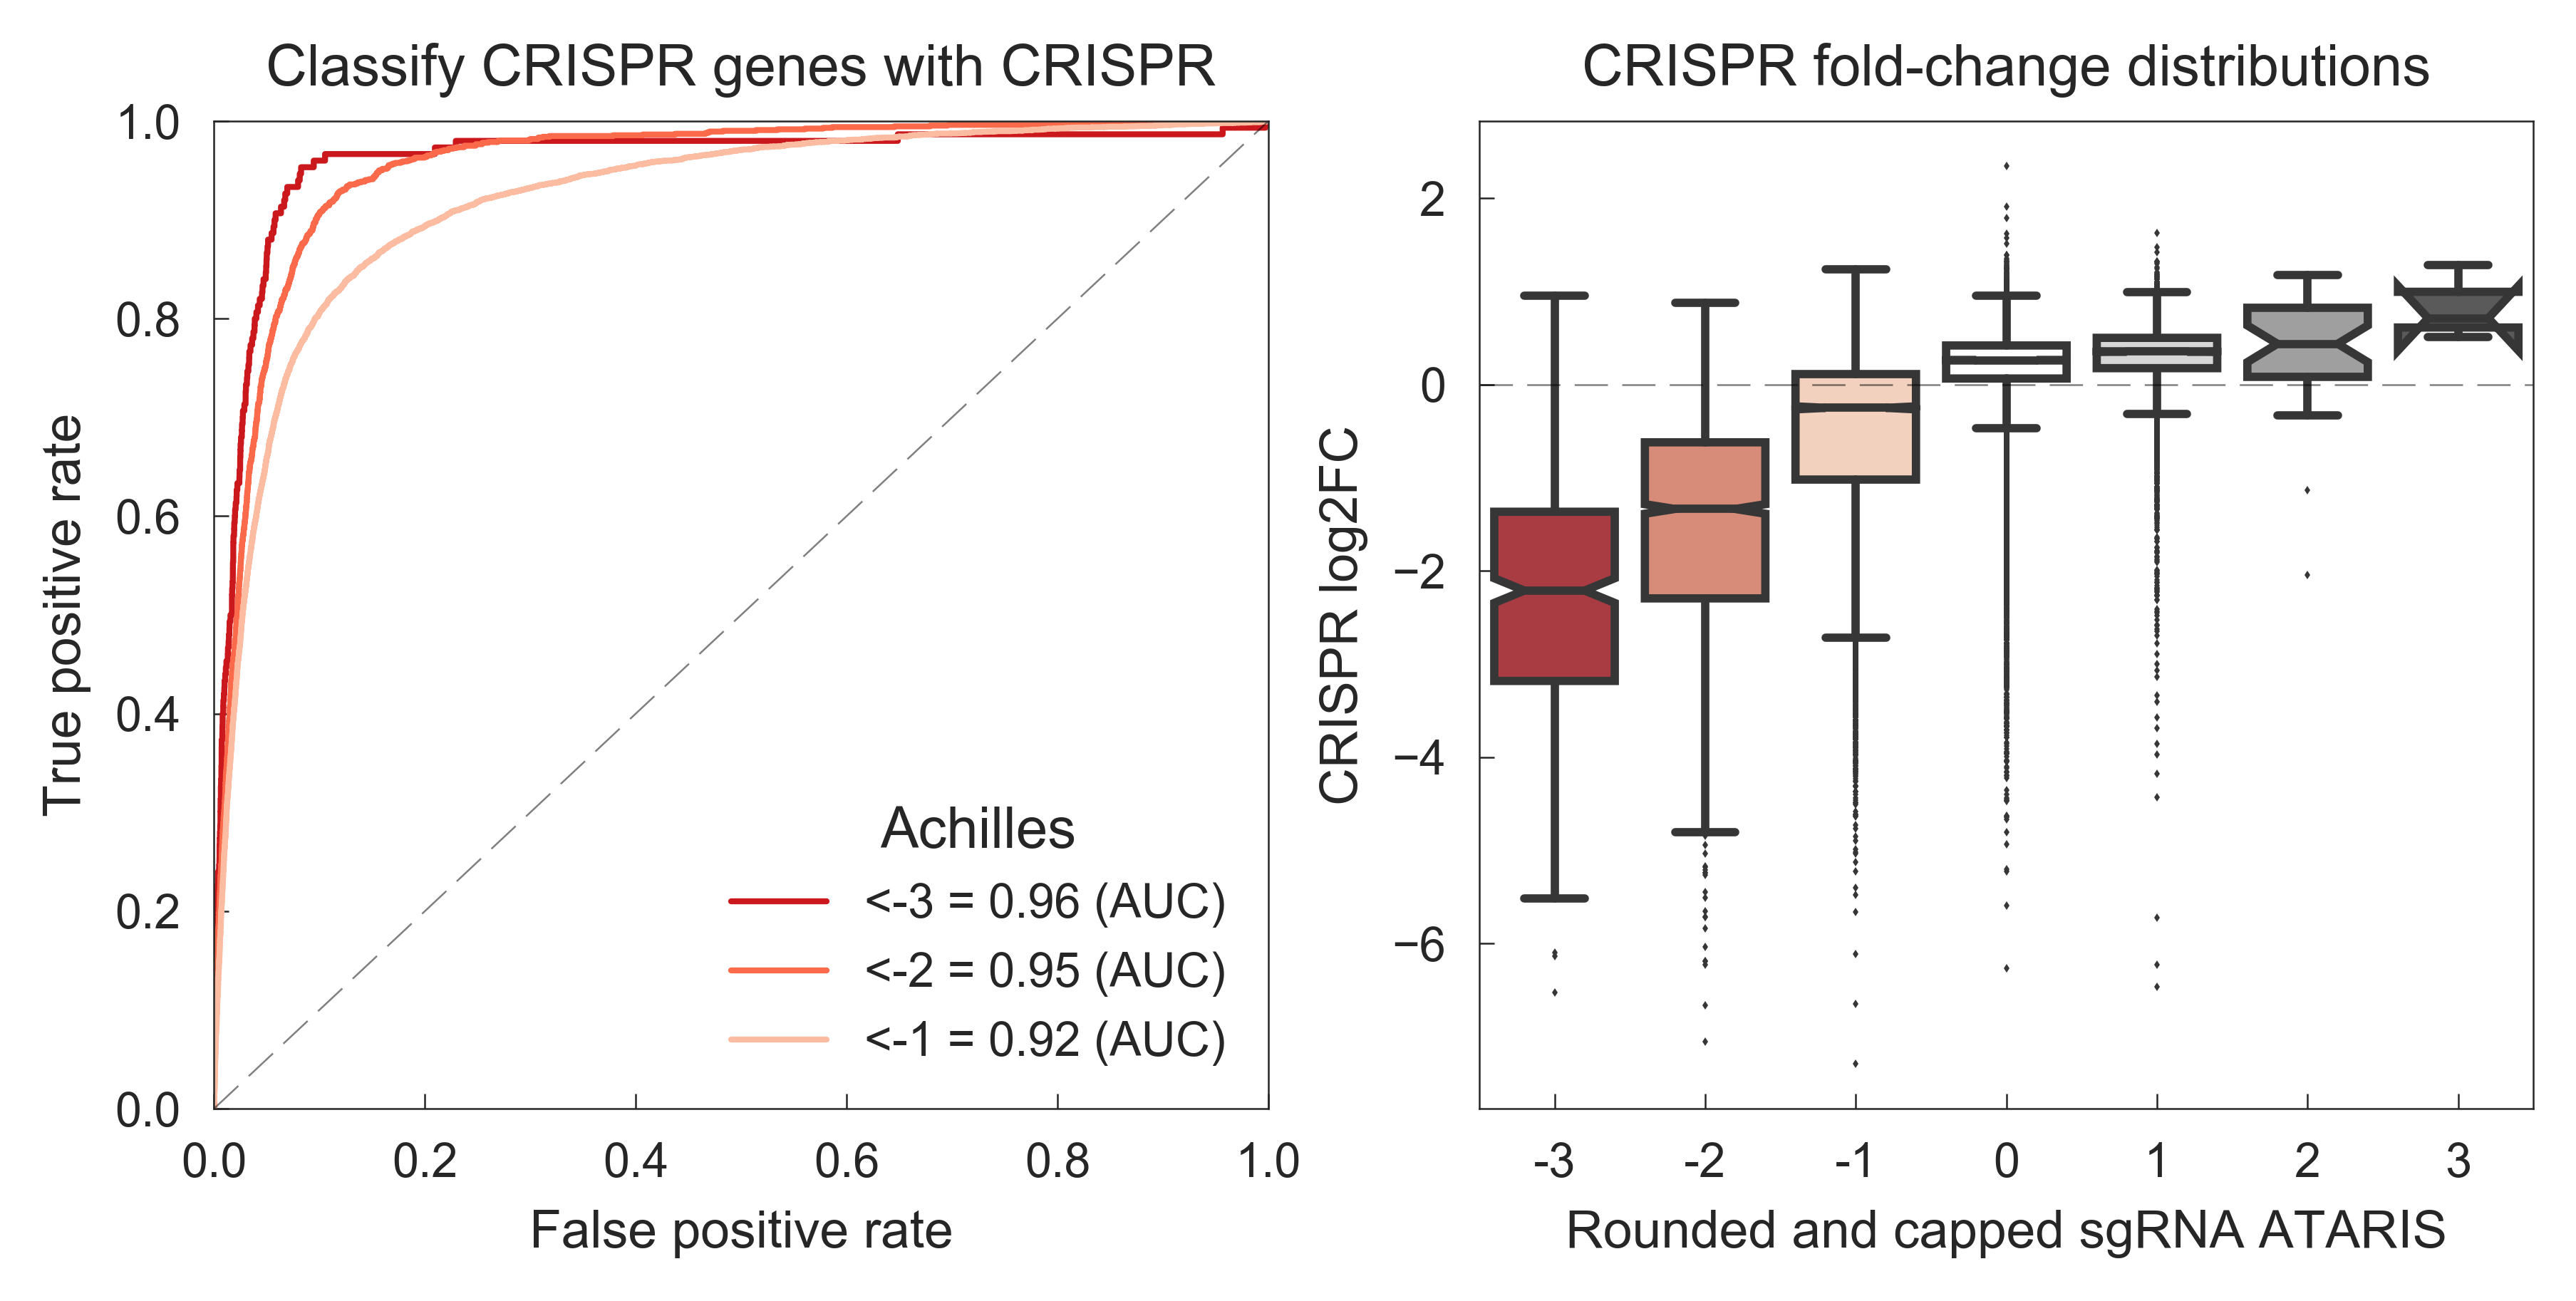 Classify CRISPR genes with CRISPR
1.0
0.8
0.6
0.4
0.2
0.0
True positive rate
Achilles
<-3 = 0.96 (AUC)
<-2 = 0.95 (AUC)
<-1 = 0.92 (AUC)
0.0 0.2 0.4 0.6 0.8 1.0
False positive rate
CRISPR fold-change distributions
2
0
−2
−4
−6
CRISPR log2FC
-3 -2 -1 0 1 2 3
Rounded and capped sgRNA ATARIS